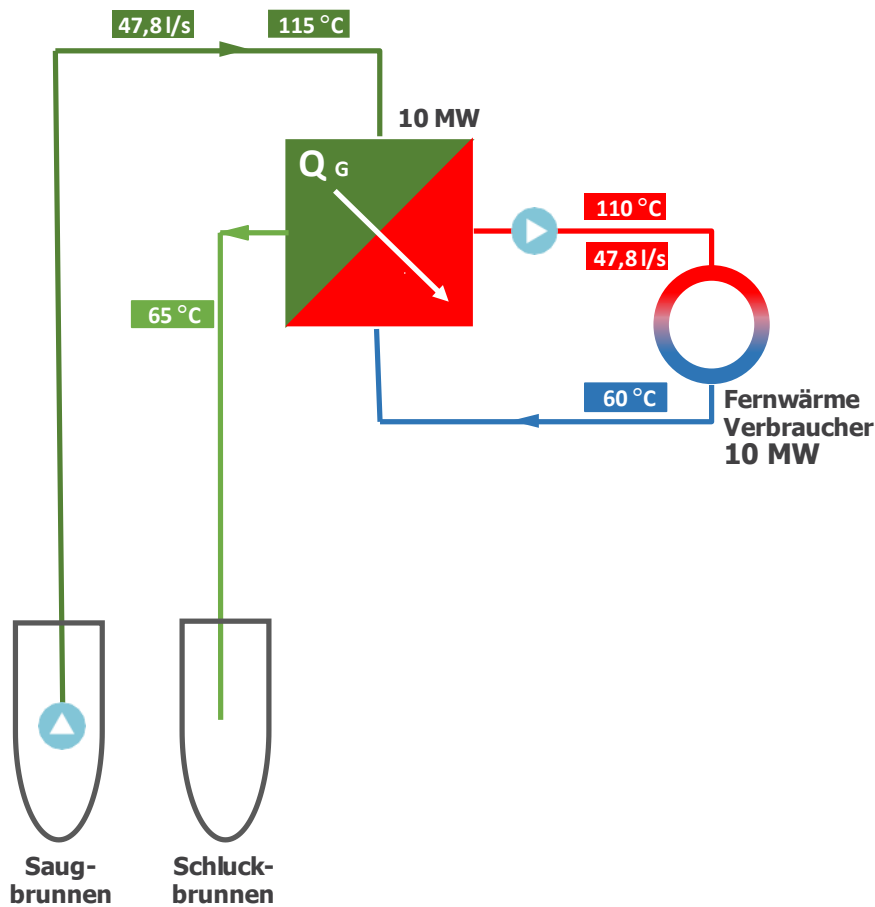 47,8 l/s
115 °C
10 MW
Q G
110 °C
47,8 l/s
65 °C
60 °C
Fernwärme
Verbraucher
10 MW
Saug-
brunnen
Schluck-
brunnen